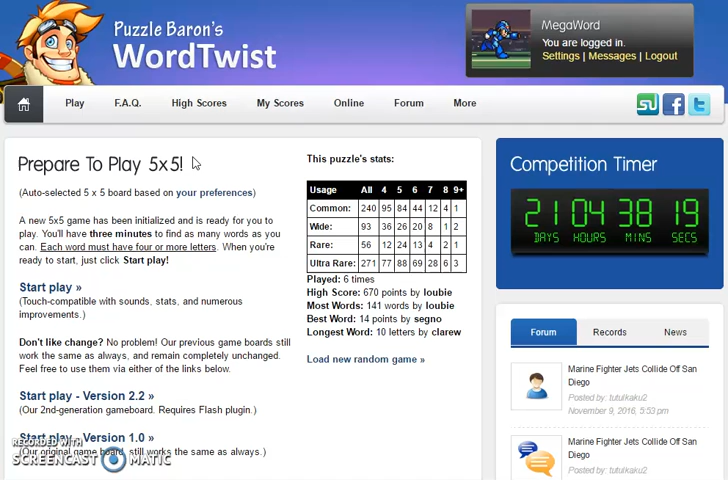 Puzzle Baron's
WordTwist
MegaWord
You are logged in.
Settings | Messages | Logout
Play
F.A.Q.
High Scores
My Scores
Online
Forum
More
Prepare To Play 5x5!
(Auto-selected 5 x 5 board based on your preferences)
A new 5x5 game has been initialized and is ready for you to
play. You'll have three minutes to find as many words as you
can. Each word must have four or more letters. When you're
ready to start, just click Start play!
Start play »
(Touch-compatible with sounds, stats, and numerous
improvements.)
Don't like change? No problem! Our previous game boards still
work the same as always, and remain completely unchanged.
Feel free to use them via either of the links below.
Start play - Version 2.2 »
(Our 2nd-generation gameboard. Requires Flash plugin.)
Start play - Version 1.0 »
(Our original game board, still works the same as always.)
RECORDED WITH
SCREENCAST MATIC
This puzzle's stats:
Usage All 4 5 6 7 8 9+
Common: 240 95 84 44 12 4 1
Wide: 93 36 26 20 8 1 2
Rare: 56 12 24 13 4 2 1
Ultra Rare: 271 77 88 69 28 6 3
Played: 6 times
High Score: 670 points by loubie
Most Words: 141 words by loubie
Best Word: 14 points by segno
Longest Word: 10 letters by clarew
Load new random game »
Competition Timer
21 04 38 19
DAYS HOURS MINS SECS
Forum
Records
News
Marine Fighter Jets Collide Off San
Diego
Posted by: tutulkaku2
November 9, 2016, 5:53 pm
Marine Fighter Jets Collide Off San
Diego
Posted by: tutulkaku2